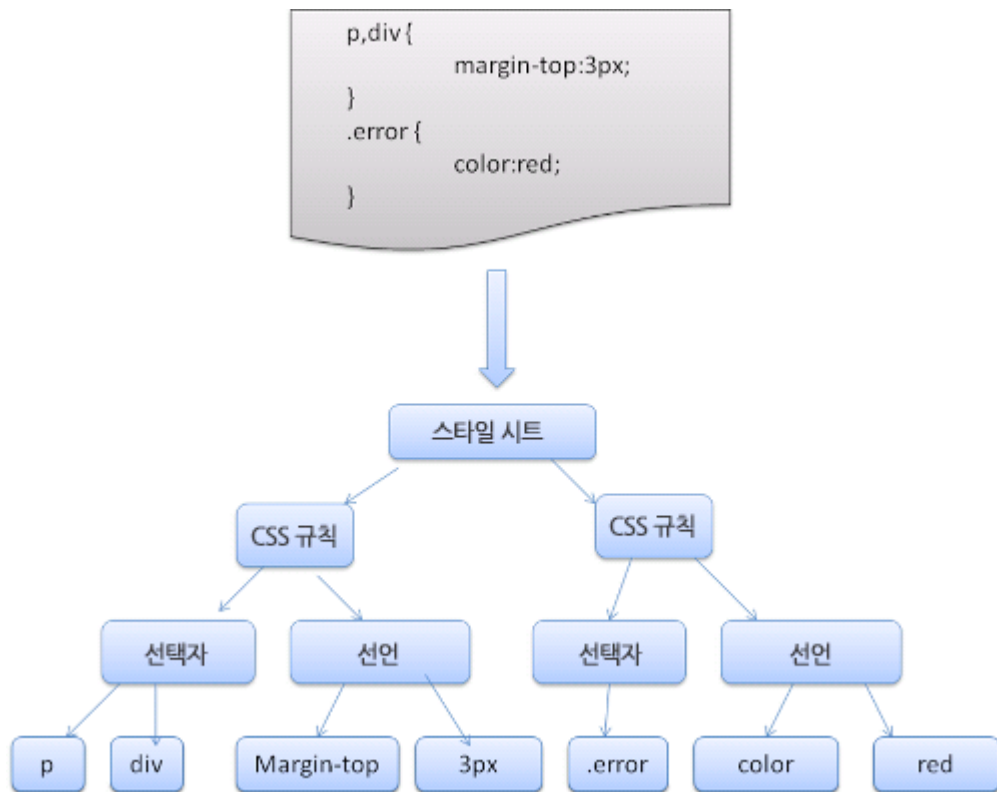 p,div {
margin-top:3px;
}
.error {
color:red;
}
스타일 시트
CSS 규칙
CSS 규칙
선택자
선언
선택자
선언
p
div
Margin-top
3px
.error
color
red